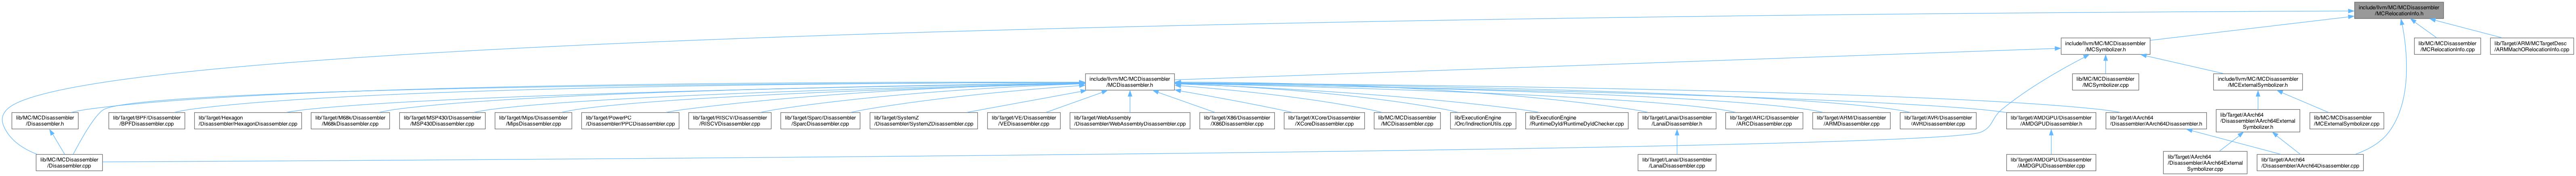 include/llvm/MC/MCDisassembler
/MCRelocationInfo.h
include/llvm/MC/MCDisassembler
/MCSymbolizer.h
lib/MC/MCDisassembler
/MCRelocationInfo.cpp
lib/Target/ARM/MCTargetDesc
/ARMMachORelocationInfo.cpp
include/llvm/MC/MCDisassembler
/MCDisassembler.h
lib/MC/MCDisassembler
/MCSymbolizer.cpp
include/llvm/MC/MCDisassembler
/MCExternalSymbolizer.h
lib/MC/MCDisassembler
/Disassembler.h
lib/Target/BPF/Disassembler
/BPFDisassembler.cpp
lib/Target/Hexagon
/Disassembler/HexagonDisassembler.cpp
lib/Target/M68k/Disassembler
/M68kDisassembler.cpp
lib/Target/MSP430/Disassembler
/MSP430Disassembler.cpp
lib/Target/Mips/Disassembler
/MipsDisassembler.cpp
lib/Target/PowerPC
/Disassembler/PPCDisassembler.cpp
lib/Target/RISCV/Disassembler
/RISCVDisassembler.cpp
lib/Target/Sparc/Disassembler
/SparcDisassembler.cpp
lib/Target/SystemZ
/Disassembler/SystemZDisassembler.cpp
lib/Target/VE/Disassembler
/VEDisassembler.cpp
lib/Target/WebAssembly
/Disassembler/WebAssemblyDisassembler.cpp
lib/Target/X86/Disassembler
/X86Disassembler.cpp
lib/Target/XCore/Disassembler
/XCoreDisassembler.cpp
lib/MC/MCDisassembler
/MCDisassembler.cpp
lib/ExecutionEngine
/Orc/IndirectionUtils.cpp
lib/ExecutionEngine
/RuntimeDyld/RuntimeDyldChecker.cpp
lib/Target/Lanai/Disassembler
/LanaiDisassembler.h
lib/Target/ARC/Disassembler
/ARCDisassembler.cpp
lib/Target/ARM/Disassembler
/ARMDisassembler.cpp
lib/Target/AVR/Disassembler
/AVRDisassembler.cpp
lib/Target/AMDGPU/Disassembler
/AMDGPUDisassembler.h
lib/Target/AArch64
/Disassembler/AArch64Disassembler.h
lib/Target/AArch64
/Disassembler/AArch64External
Symbolizer.h
lib/MC/MCDisassembler
/MCExternalSymbolizer.cpp
lib/MC/MCDisassembler
/Disassembler.cpp
lib/Target/Lanai/Disassembler
/LanaiDisassembler.cpp
lib/Target/AMDGPU/Disassembler
/AMDGPUDisassembler.cpp
lib/Target/AArch64
/Disassembler/AArch64External
Symbolizer.cpp
lib/Target/AArch64
/Disassembler/AArch64Disassembler.cpp